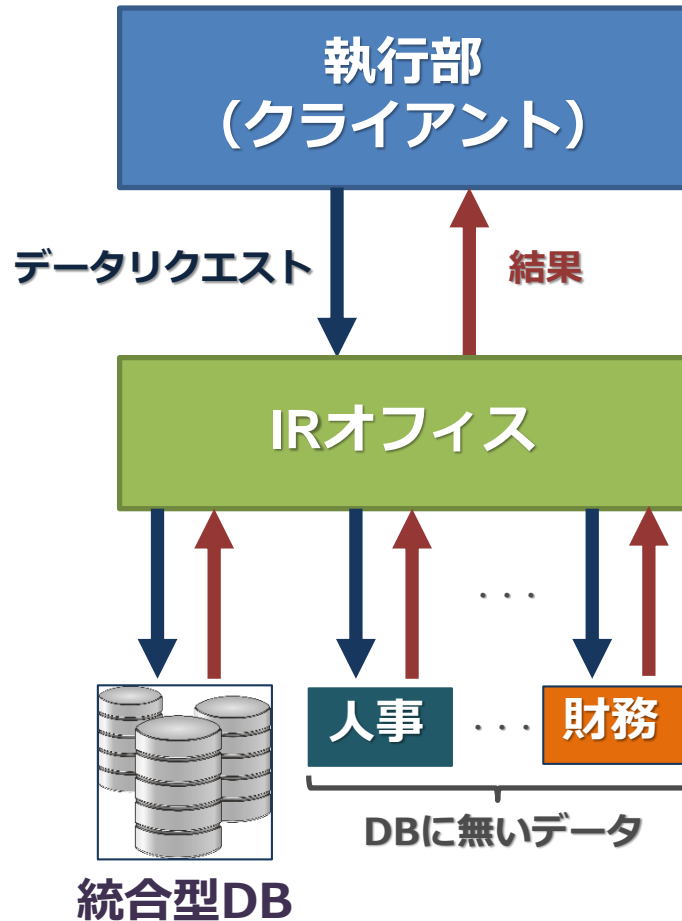 執行部
（クライアント）
データリクエスト
結果
IRオフィス
・・・
人事
・・・
財務
DBに無いデータ
統合型DB